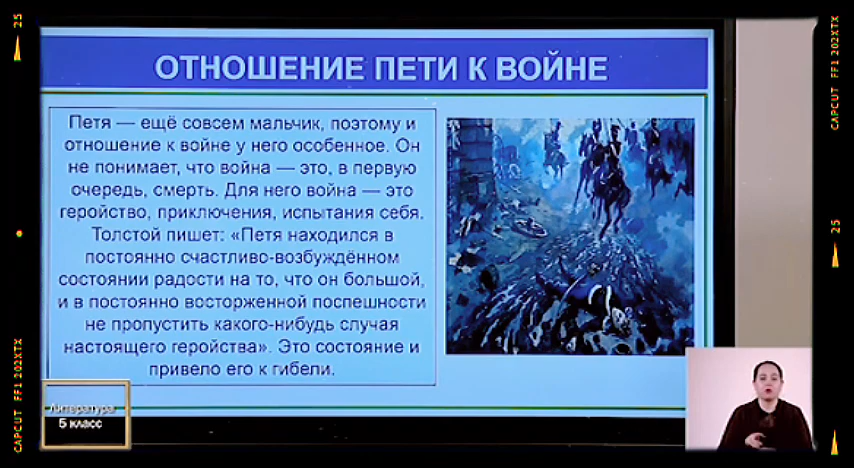 25
ОТНОШЕНИЕ ПЕТИ К ВОЙНЕ
Петя — ещё совсем мальчик, поэтому и
отношение к войне у него особенное. Он
не понимает, что война — это, в первую
очередь, смерть. Для него война — это
геройство, приключения, испытания себя.
Толстой пишет: «Петя находился в
постоянно счастливо-возбуждённом
состоянии радости на то, что он большой,
и в постоянно восторженной поспешности
не пропустить какого-нибудь случая
настоящего геройства». Это состояние и
привело его к гибели.
Литература
5 класс
CAPCUT FF1 202XTX
CAPCUT FF1 202XTX
25